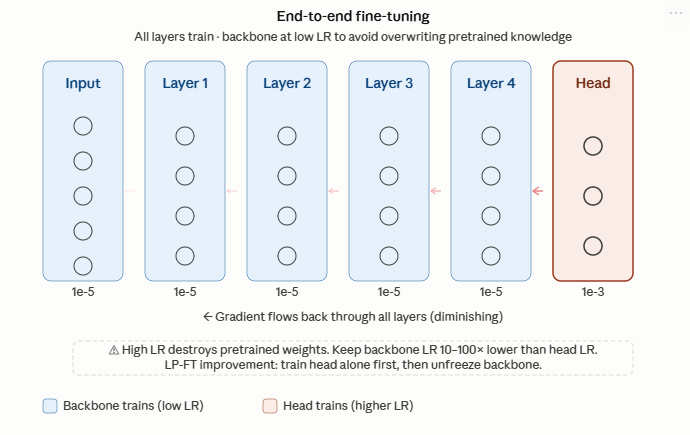 End-to-end fine-tuning
All layers train · backbone at low LR to avoid overwriting pretrained knowledge
Input
Layer 1
Layer 2
Layer 3
Layer 4
Head
1e-5
1e-5
1e-5
1e-5
1e-5
1e-3
← Gradient flows back through all layers (diminishing)
⚠ High LR destroys pretrained weights. Keep backbone LR 10–100× lower than head LR.
LP-FT improvement: train head alone first, then unfreeze backbone.
Backbone trains (low LR)
Head trains (higher LR)